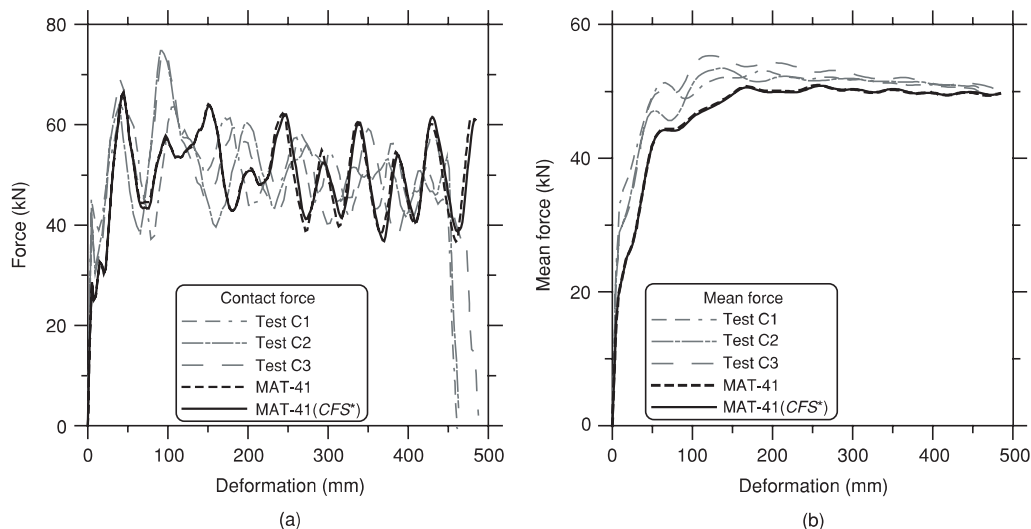 80
60
40
20
0
Force (kN)
Contact force
Test C1
Test C2
Test C3
MAT-41
MAT-41(CFS*)
0 100 200 300 400 500
Deformation (mm)
(a)
60
40
20
0
Mean force (kN)
Mean force
Test C1
Test C2
Test C3
MAT-41
MAT-41(CFS*)
0 100 200 300 400 500
Deformation (mm)
(b)